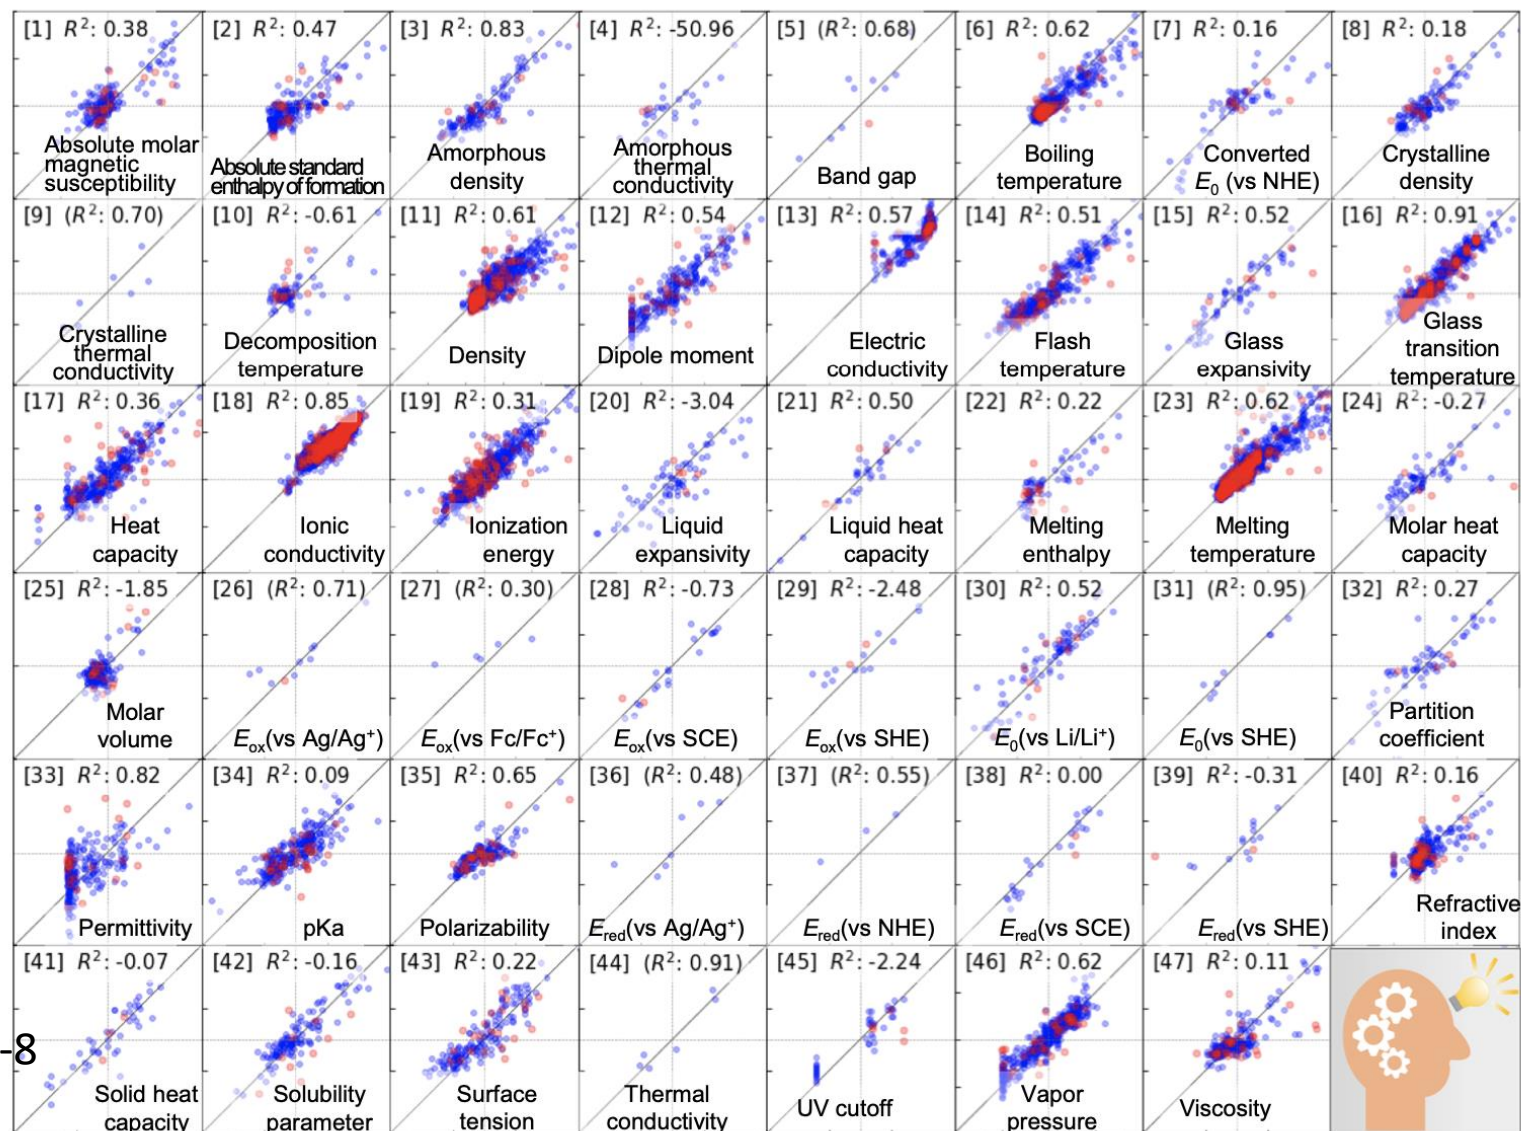 [1] R²: 0.38
Absolute molar
magnetic
susceptibility
[2] R²: 0.47
Absolute standard
enthalpy of formation
[3] R²: 0.83
Amorphous
density
[4] R²: -50.96
Amorphous
thermal
conductivity
[5] (R²: 0.68)
Band gap
[6] R²: 0.62
Boiling
temperature
[7] R²: 0.16
Converted
E₀ (vs NHE)
[8] R²: 0.18
Crystalline
density
[9] (R²: 0.70)
Crystalline
thermal
conductivity
[10] R²: -0.61
Decomposition
temperature
[11] R²: 0.61
Density
[12] R²: 0.54
Dipole moment
[13] R²: 0.57
Electric
conductivity
[14] R²: 0.51
Flash
temperature
[15] R²: 0.52
Glass
expansivity
[16] R²: 0.91
Glass
transition
temperature
[17] R²: 0.36
Heat
capacity
[18] R²: 0.85
Ionic
conductivity
[19] R²: 0.31
Ionization
energy
[20] R²: -3.04
Liquid
expansivity
[21] R²: 0.50
Liquid heat
capacity
[22] R²: 0.22
Melting
enthalpy
[23] R²: 0.62
Melting
temperature
[24] R²: -0.27
Molar heat
capacity
[25] R²: -1.85
Molar
volume
[26] (R²: 0.71)
Eox(vs Ag/Ag⁺)
[27] (R²: 0.30)
Eox(vs Fc/Fc⁺)
[28] R²: -0.73
Eox(vs SCE)
[29] R²: -2.48
Eox(vs SHE)
[30] R²: 0.52
E₀(vs Li/Li⁺)
[31] (R²: 0.95)
E₀(vs SHE)
[32] R²: 0.27
Partition
coefficient
[33] R²: 0.82
Permittivity
[34] R²: 0.09
pKa
[35] R²: 0.65
Polarizability
[36] (R²: 0.48)
Ered(vs Ag/Ag⁺)
[37] (R²: 0.55)
Ered(vs NHE)
[38] R²: 0.00
Ered(vs SCE)
[39] R²: -0.31
Ered(vs SHE)
[40] R²: 0.16
Refractive
index
-8
[41] R²: -0.07
Solid heat
capacity
[42] R²: -0.16
Solubility
parameter
[43] R²: 0.22
Surface
tension
[44] (R²: 0.91)
Thermal
conductivity
[45] R²: -2.24
UV cutoff
[46] R²: 0.62
Vapor
pressure
[47] R²: 0.11
Viscosity